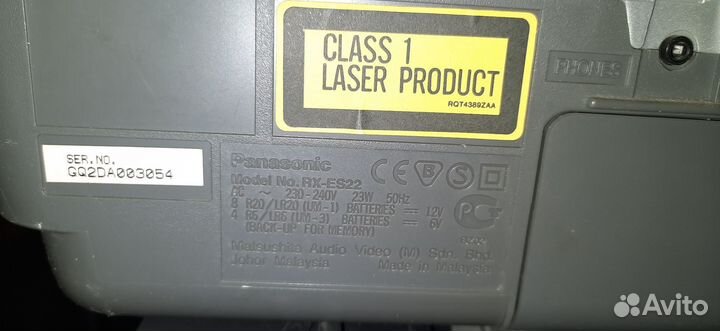 CLASS 1
LASER PRODUCT
RQT4389ZAA
PHONES
SER.NO.
GQ2DA003054
Panasonic
Model No. RX-ES22
AC ~ 230-240V 23W 50Hz
8 R20/LR20 (UM-1) BATTERIES 12V
4 R6/LR6 (UM-3) BATTERIES 6V
(BACK-UP FOR MEMORY)
Matsushita Audio Video (M) Sdn. Bhd.
Johor Malaysia Made in Malaysia
CE B S
Avito